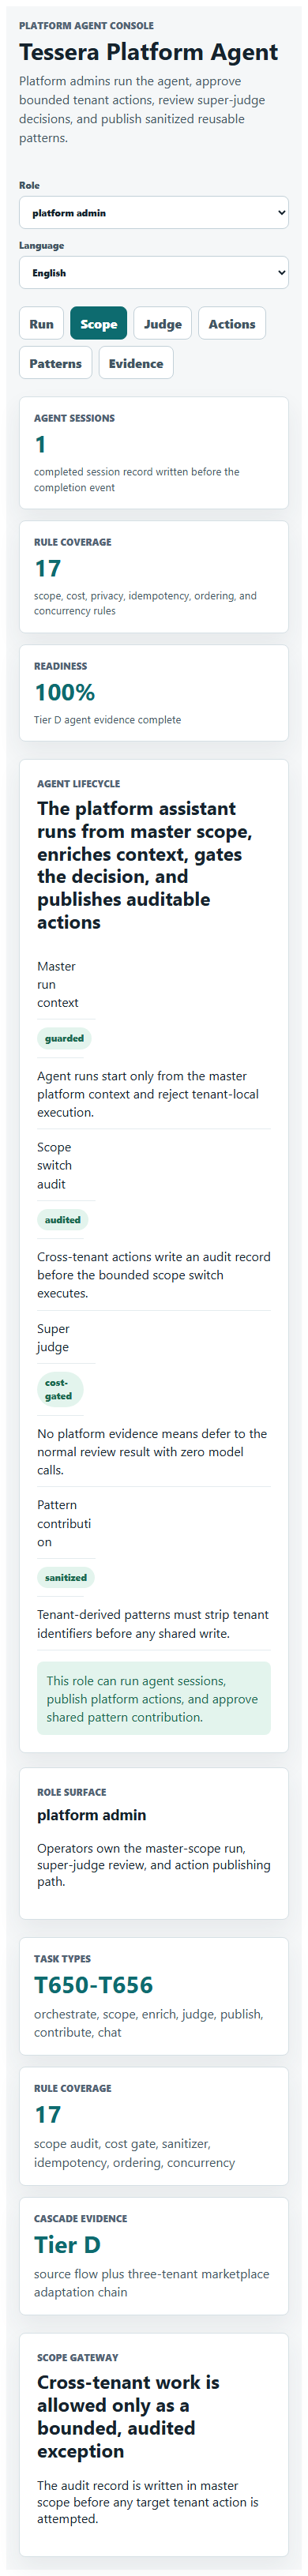 PLATFORM AGENT CONSOLE
Tessera Platform Agent
Platform admins run the agent, approve
bounded tenant actions, review super-judge
decisions, and publish sanitized reusable
patterns.
Role
platform admin
Language
English
Run
Scope
Judge
Actions
Patterns
Evidence
AGENT SESSIONS
1
completed session record written before the
completion event
RULE COVERAGE
17
scope, cost, privacy, idempotency, ordering, and
concurrency rules
READINESS
100%
Tier D agent evidence complete
AGENT LIFECYCLE
The platform assistant
runs from master scope,
enriches context, gates
the decision, and
publishes auditable
actions
Master
run
context
guarded
Agent runs start only from the master
platform context and reject tenant-local
execution.
Scope
switch
audit
audited
Cross-tenant actions write an audit record
before the bounded scope switch
executes.
Super
judge
cost-
gated
No platform evidence means defer to the
normal review result with zero model
calls.
Pattern
contributi
on
sanitized
Tenant-derived patterns must strip tenant
identifiers before any shared write.
This role can run agent sessions,
publish platform actions, and approve
shared pattern contribution.
ROLE SURFACE
platform admin
Operators own the master-scope run,
super-judge review, and action publishing
path.
TASK TYPES
T650-T656
orchestrate, scope, enrich, judge, publish,
contribute, chat
RULE COVERAGE
17
scope audit, cost gate, sanitizer,
idempotency, ordering, concurrency
CASCADE EVIDENCE
Tier D
source flow plus three-tenant marketplace
adaptation chain
SCOPE GATEWAY
Cross-tenant work is
allowed only as a
bounded, audited
exception
The audit record is written in master
scope before any target tenant action is
attempted.